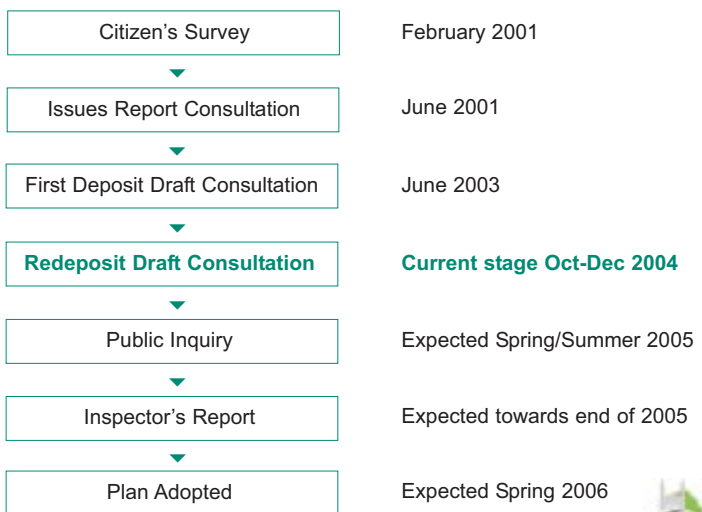 Citizen's Survey February 2001
Issues Report Consultation June 2001
First Deposit Draft Consultation June 2003
Redeposit Draft Consultation Current stage Oct-Dec 2004
Public Inquiry Expected Spring/Summer 2005
Inspector's Report Expected towards end of 2005
Plan Adopted Expected Spring 2006